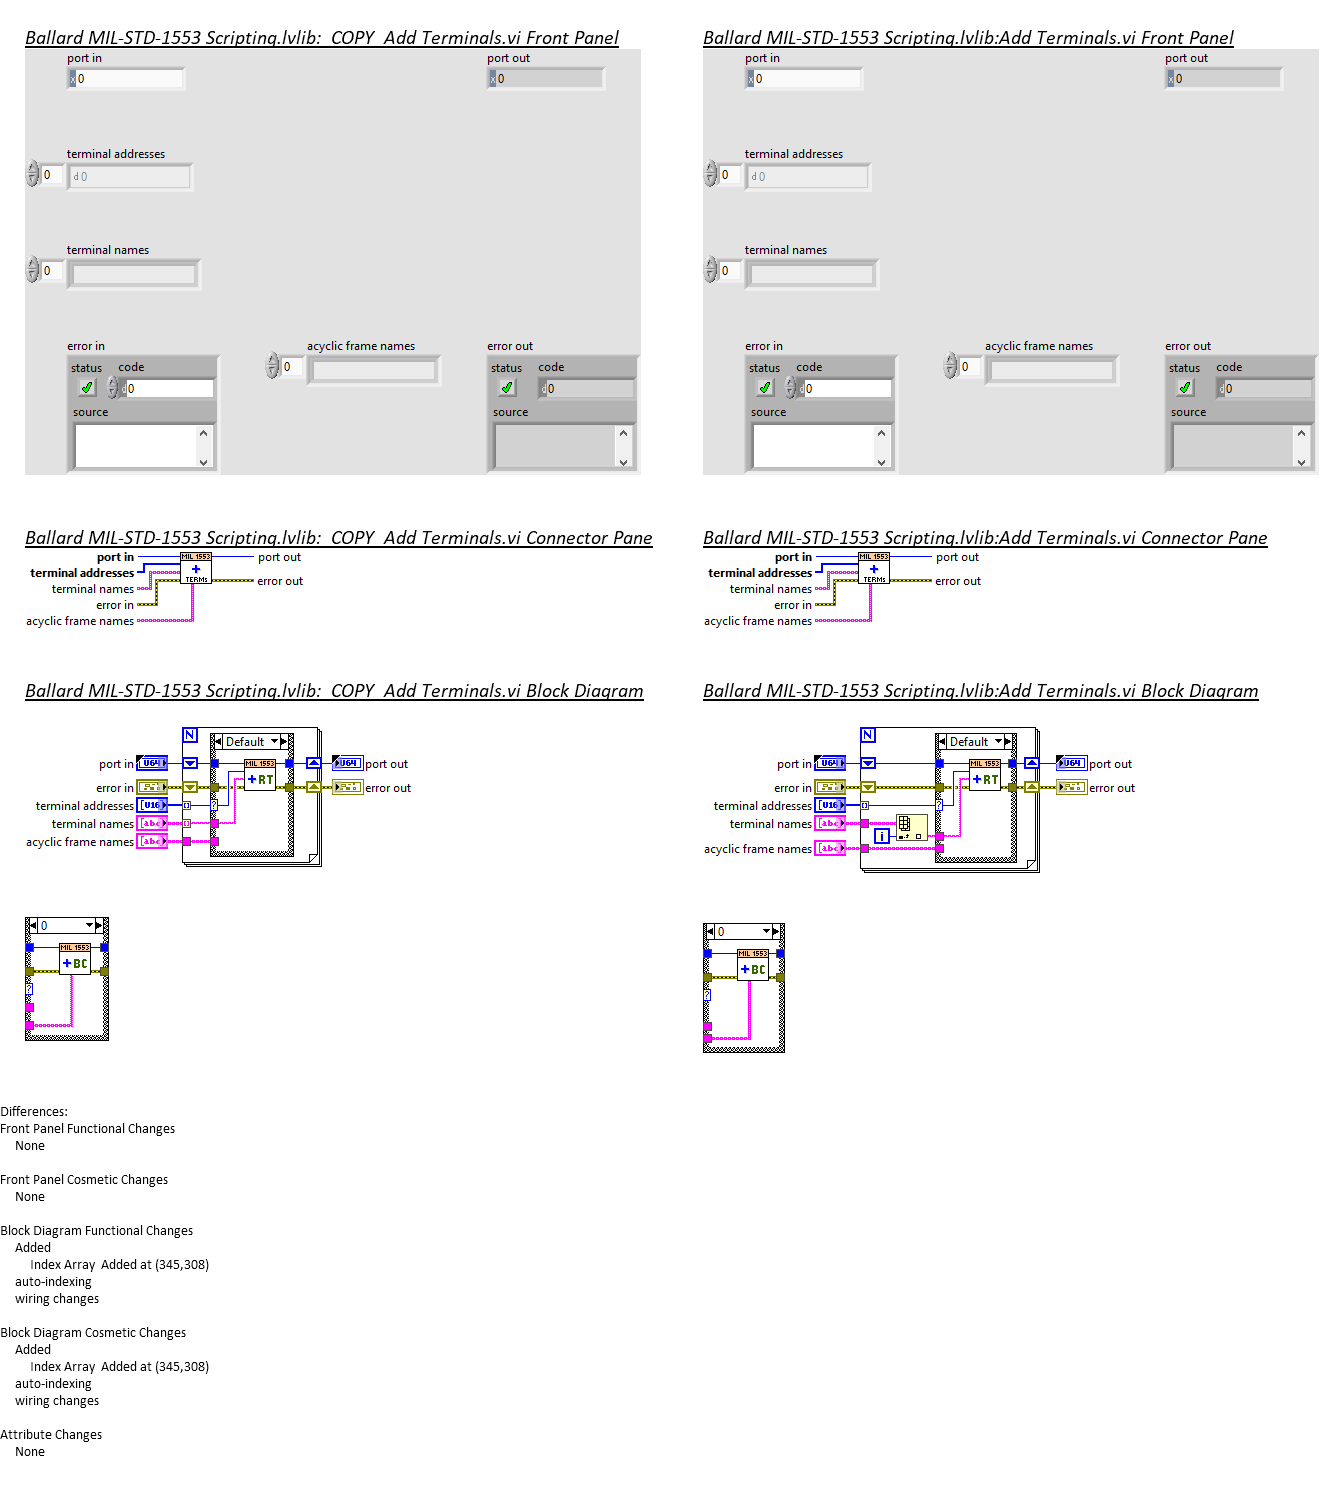 Ballard MIL-STD-1553 Scripting.lvlib:  COPY  Add Terminals.vi Front Panel
port in
x 0
port out
x 0
terminal addresses
0
d 0
terminal names
0
error in
status
code
d 0
source
acyclic frame names
0
error out
status
code
d 0
source
Ballard MIL-STD-1553 Scripting.lvlib:Add Terminals.vi Front Panel
port in
x 0
port out
x 0
terminal addresses
0
d 0
terminal names
0
error in
status
code
d 0
source
acyclic frame names
0
error out
status
code
d 0
source
Ballard MIL-STD-1553 Scripting.lvlib:  COPY  Add Terminals.vi Connector Pane
port in
terminal addresses
terminal names
error in
acyclic frame names
MIL 1553
+
TERMs
port out
error out
Ballard MIL-STD-1553 Scripting.lvlib:Add Terminals.vi Connector Pane
port in
terminal addresses
terminal names
error in
acyclic frame names
MIL 1553
+
TERMs
port out
error out
Ballard MIL-STD-1553 Scripting.lvlib:  COPY  Add Terminals.vi Block Diagram
N
Default
port in
U64
MIL 1553
+RT
U64
port out
error in
error out
terminal addresses
[U16]
?
terminal names
[abc]
acyclic frame names
[abc]
0
MIL 1553
+BC
?
Ballard MIL-STD-1553 Scripting.lvlib:Add Terminals.vi Block Diagram
N
Default
port in
U64
MIL 1553
+RT
U64
port out
error in
error out
terminal addresses
[U16]
?
terminal names
[abc]
i
acyclic frame names
[abc]
0
MIL 1553
+BC
?
Differences:
Front Panel Functional Changes
None
Front Panel Cosmetic Changes
None
Block Diagram Functional Changes
Added
Index Array  Added at (345,308)
auto-indexing
wiring changes
Block Diagram Cosmetic Changes
Added
Index Array  Added at (345,308)
auto-indexing
wiring changes
Attribute Changes
None